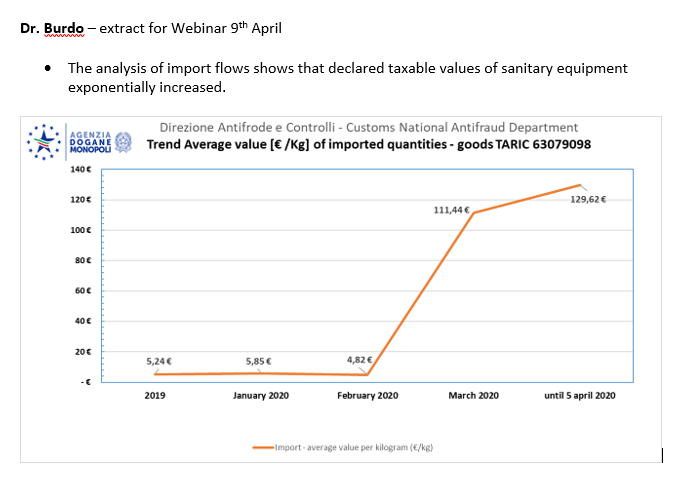 Dr. Burdo – extract for Webinar 9th April
• The analysis of import flows shows that declared taxable values of sanitary equipment
exponentially increased.
AGENZIA
DOGANE
MONOPOLI
Direzione Antifrode e Controlli - Customs National Antifraud Department
Trend Average value [€ /Kg] of imported quantities - goods TARIC 63079098
140 €
120 €
100 €
80 €
60 €
40 €
20 €
- €
5,24 €
5,85 €
4,82 €
111,44 €
129,62 €
2019
January 2020
February 2020
March 2020
until 5 april 2020
Import - average value per kilogram (€/kg)